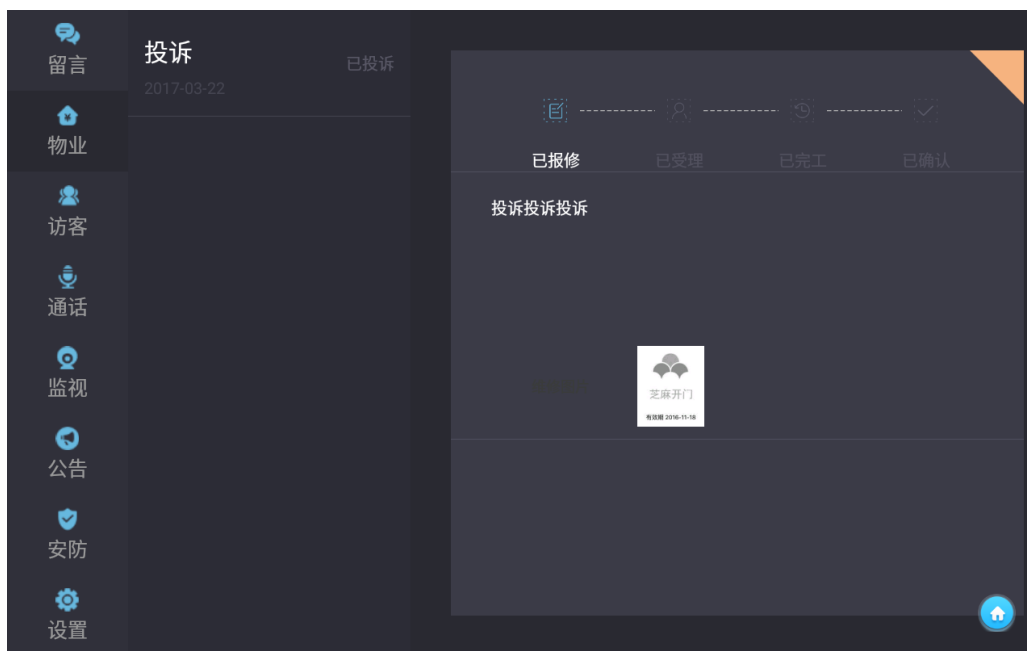 留言
物业
访客
通话
监视
公告
安防
设置
投诉
已投诉
2017-03-22
已报修
已受理
已完工
已确认
投诉投诉投诉
芝麻开门
有效期 2016-11-18